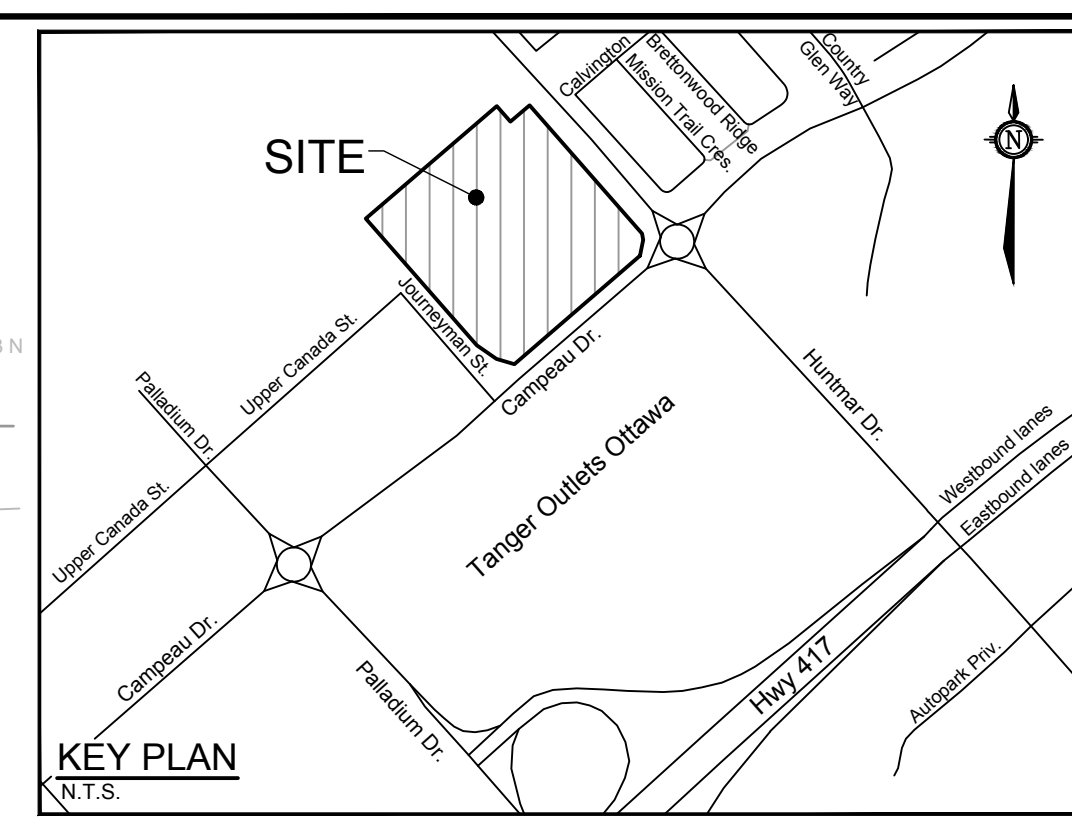 Calvington
Brettonwood Ridge
Mission Trail Cres.
Country
Glen Way
SITE
N
Journeyman St.
Upper Canada St.
Campeau Dr.
Palladium Dr.
Huntmar Dr.
Tanger Outlets Ottawa
Westbound lanes
Eastbound lanes
Upper Canada St.
Campeau Dr.
Palladium Dr.
Hwy 417
Autopark Priv.
KEY PLAN
N.T.S.